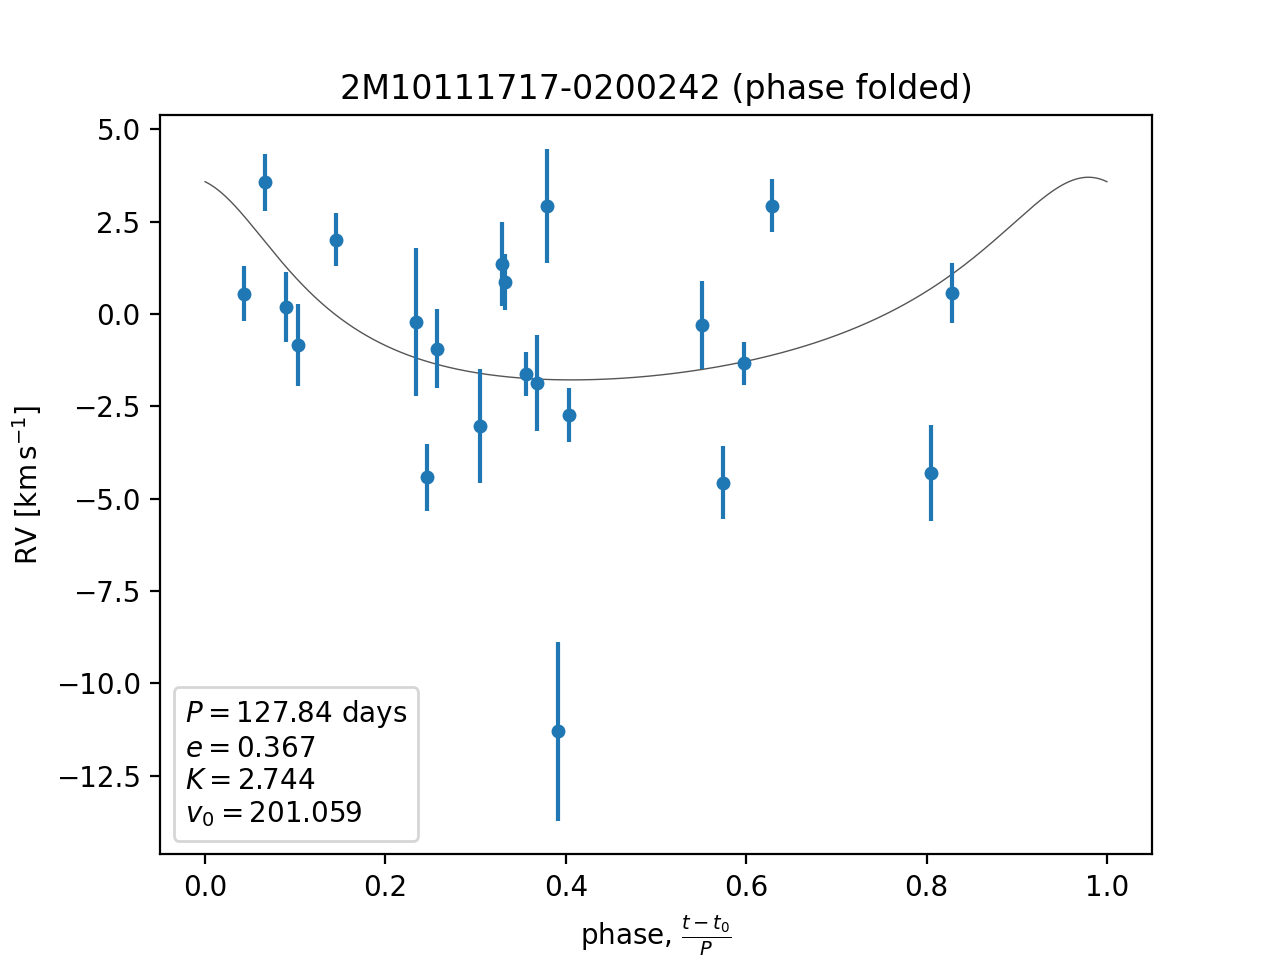 2M10111717-0200242 (phase folded)
5.0
2.5
0.0
−2.5
−5.0
−7.5
−10.0
−12.5
RV [km s⁻¹]
P = 127.84 days
e = 0.367
K = 2.744
v₀ = 201.059
0.0 0.2 0.4 0.6 0.8 1.0
phase, (t − t₀)/P